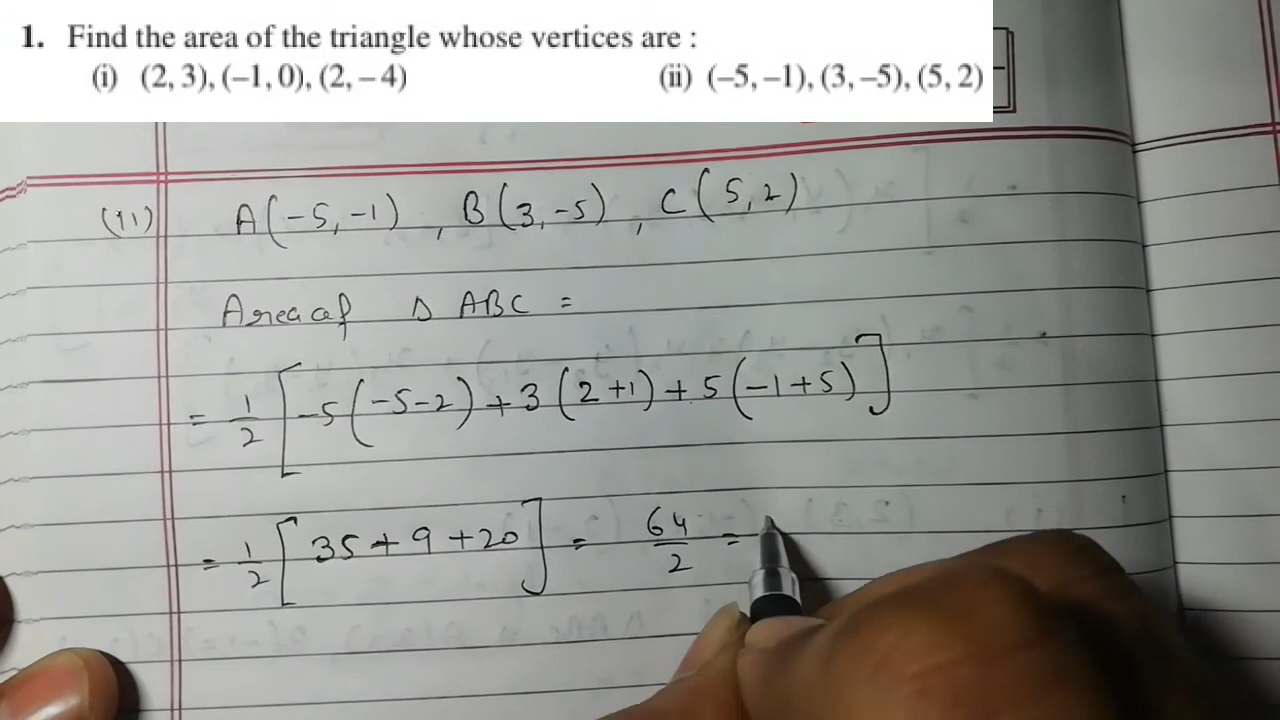 1. Find the area of the triangle whose vertices are :
(i) (2, 3), (–1, 0), (2, – 4) (ii) (–5, –1), (3, –5), (5, 2)
(11) A(-5,-1) , B(3,-5) , C(5,2)
Area of Δ ABC =
= 1/2 [-5(-5-2)+3(2+1)+5(-1+5)]
= 1/2 [35+9+20] = 64/2 =